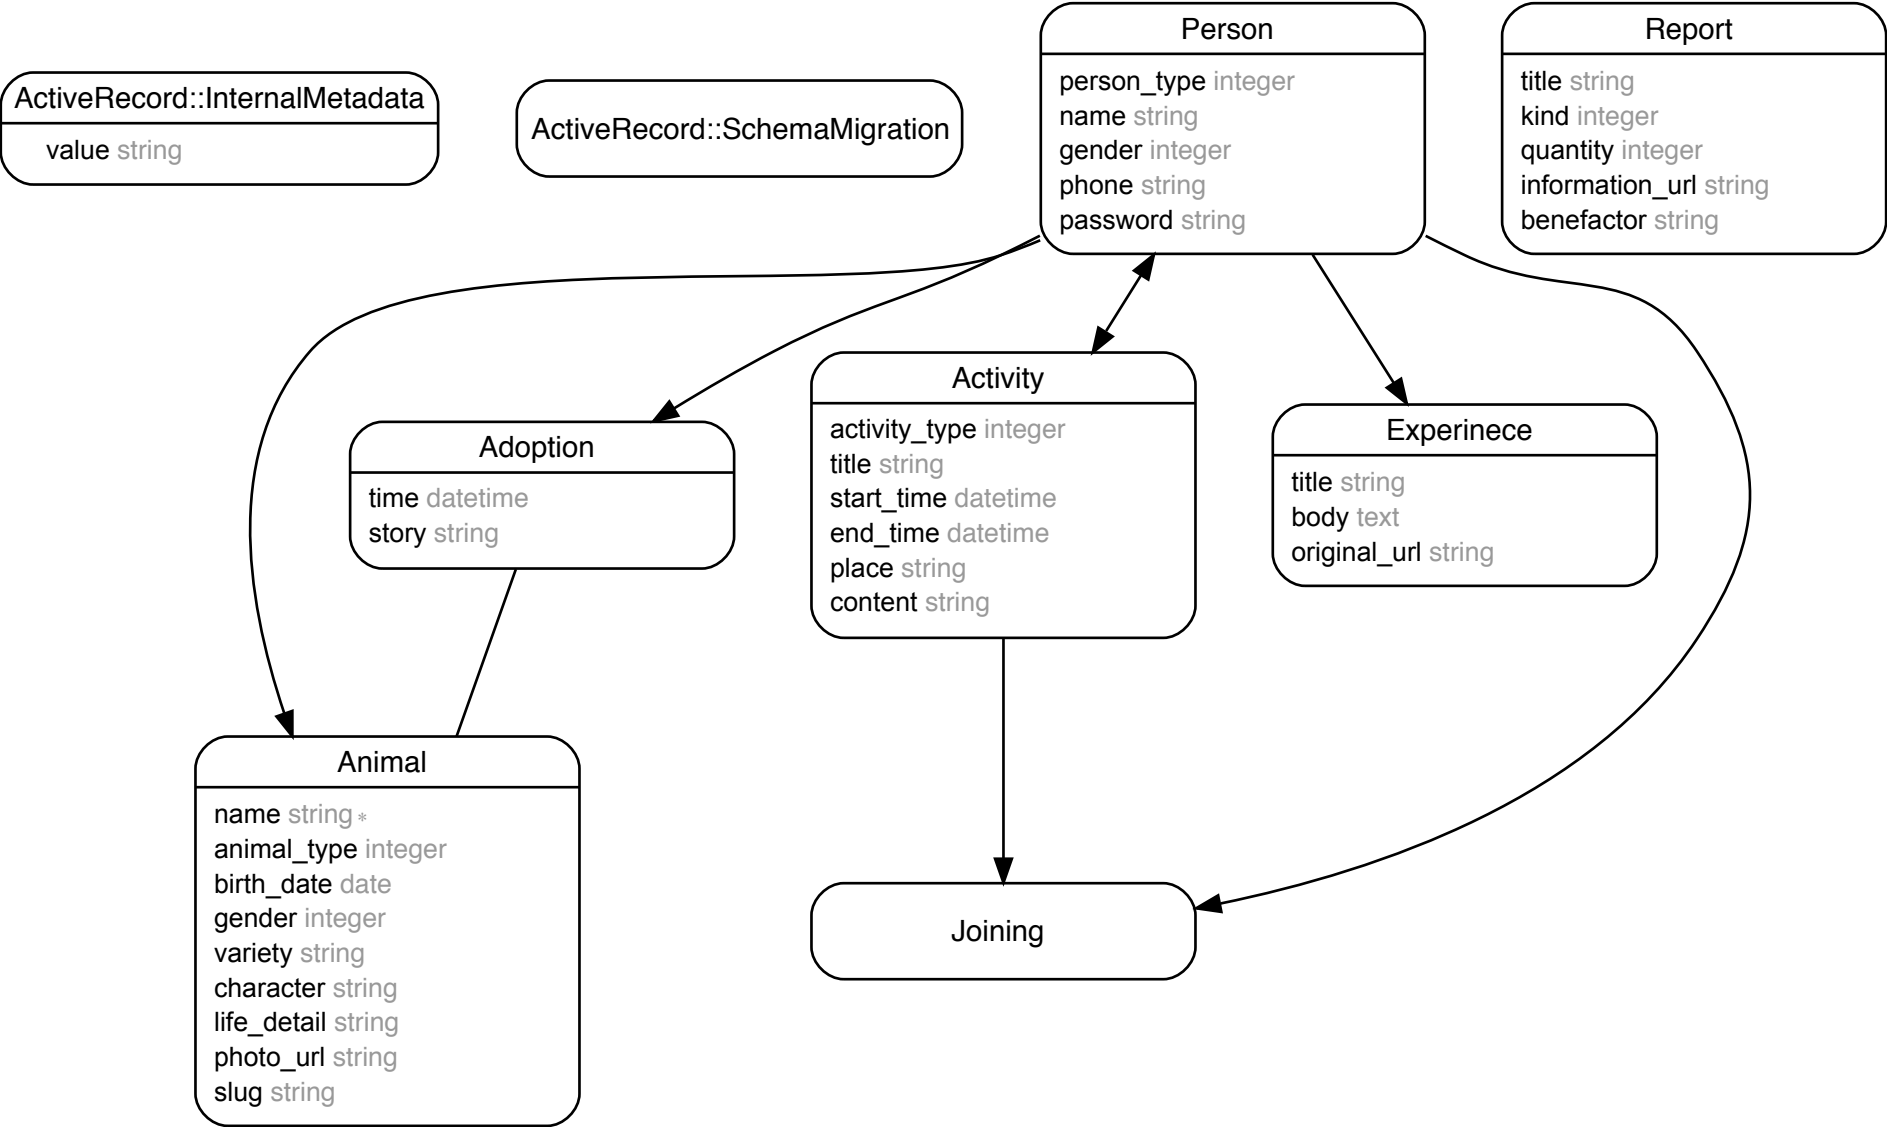 ActiveRecord::InternalMetadata
value string
ActiveRecord::SchemaMigration
Person
person_type integer
name string
gender integer
phone string
password string
Report
title string
kind integer
quantity integer
information_url string
benefactor string
Adoption
time datetime
story string
Activity
activity_type integer
title string
start_time datetime
end_time datetime
place string
content string
Experinece
title string
body text
original_url string
Animal
name string *
animal_type integer
birth_date date
gender integer
variety string
character string
life_detail string
photo_url string
slug string
Joining